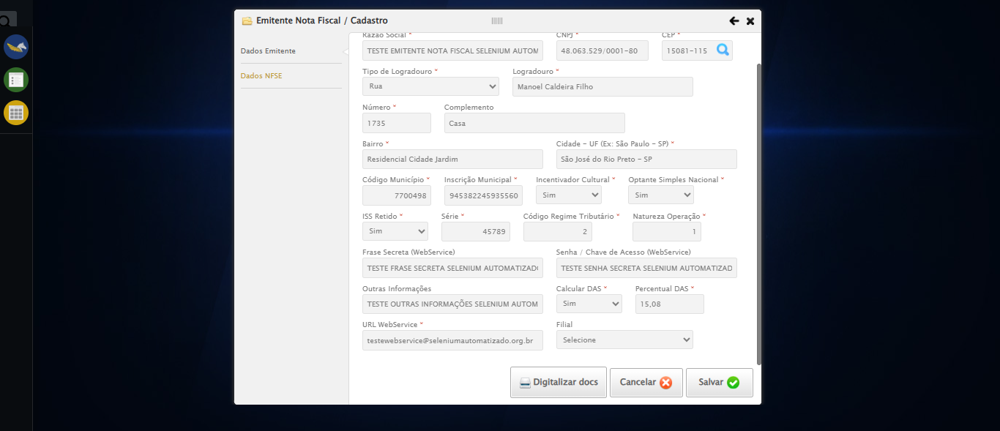 Emitente Nota Fiscal / Cadastro
Dados Emitente
Dados NFSE
Razão Social * CNPJ * CEP *
TESTE EMITENTE NOTA FISCAL SELENIUM AUTOM 48.063.529/0001-80 15081-115
Tipo de Logradouro * Logradouro *
Rua Manoel Caldeira Filho
Número * Complemento
1735 Casa
Bairro * Cidade - UF (Ex: São Paulo - SP) *
Residencial Cidade Jardim São José do Rio Preto - SP
Código Município * Inscrição Municipal * Incentivador Cultural * Optante Simples Nacional *
7700498 945382245935560 Sim Sim
ISS Retido * Série * Código Regime Tributário * Natureza Operação *
Sim 45789 2 1
Frase Secreta (WebService) Senha / Chave de Acesso (WebService)
TESTE FRASE SECRETA SELENIUM AUTOMATIZADO TESTE SENHA SECRETA SELENIUM AUTOMATIZAD
Outras Informações Calcular DAS * Percentual DAS *
TESTE OUTRAS INFORMAÇÕES SELENIUM AUTOM Sim 15,08
URL WebService * Filial
testewebservice@seleniumautomatizado.org.br Selecione
Digitalizar docs Cancelar Salvar